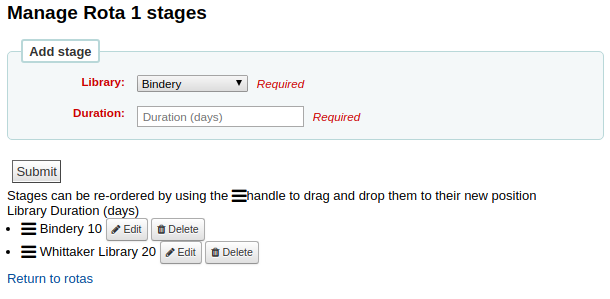 Manage Rota 1 stages
Add stage
Library: Bindery Required
Duration: Duration (days) Required
Submit
Stages can be re-ordered by using the handle to drag and drop them to their new position
Library Duration (days)
Bindery 10 Edit Delete
Whittaker Library 20 Edit Delete
Return to rotas